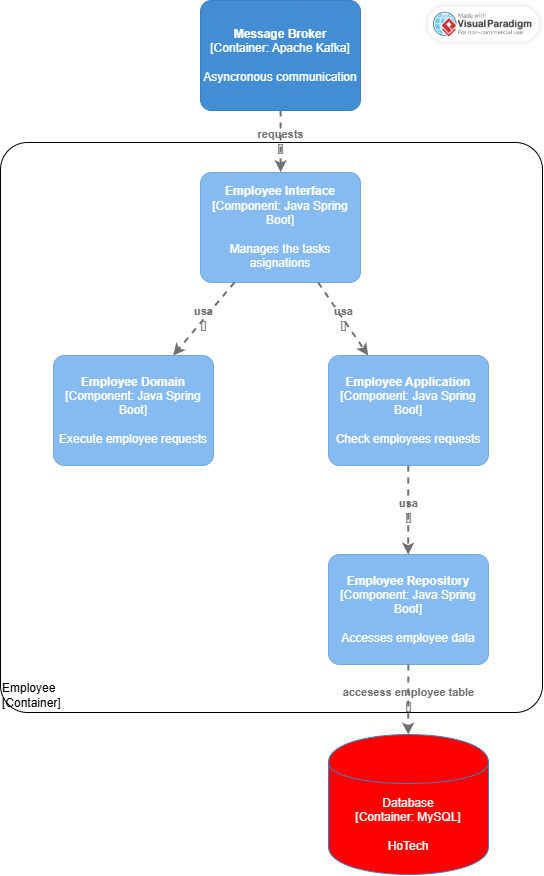 Message Broker
[Container: Apache Kafka]
Asyncronous communication
Made with
Visual Paradigm
For non-commercial use
requests
Employee Interface
[Component: Java Spring
Boot]
Manages the tasks
asignations
usa
usa
Employee Domain
[Component: Java Spring
Boot]
Execute employee requests
Employee Application
[Component: Java Spring
Boot]
Check employees requests
usa
Employee Repository
[Component: Java Spring
Boot]
Accesses employee data
Employee
[Container]
accesess employee table
Database
[Container: MySQL]
HoTech